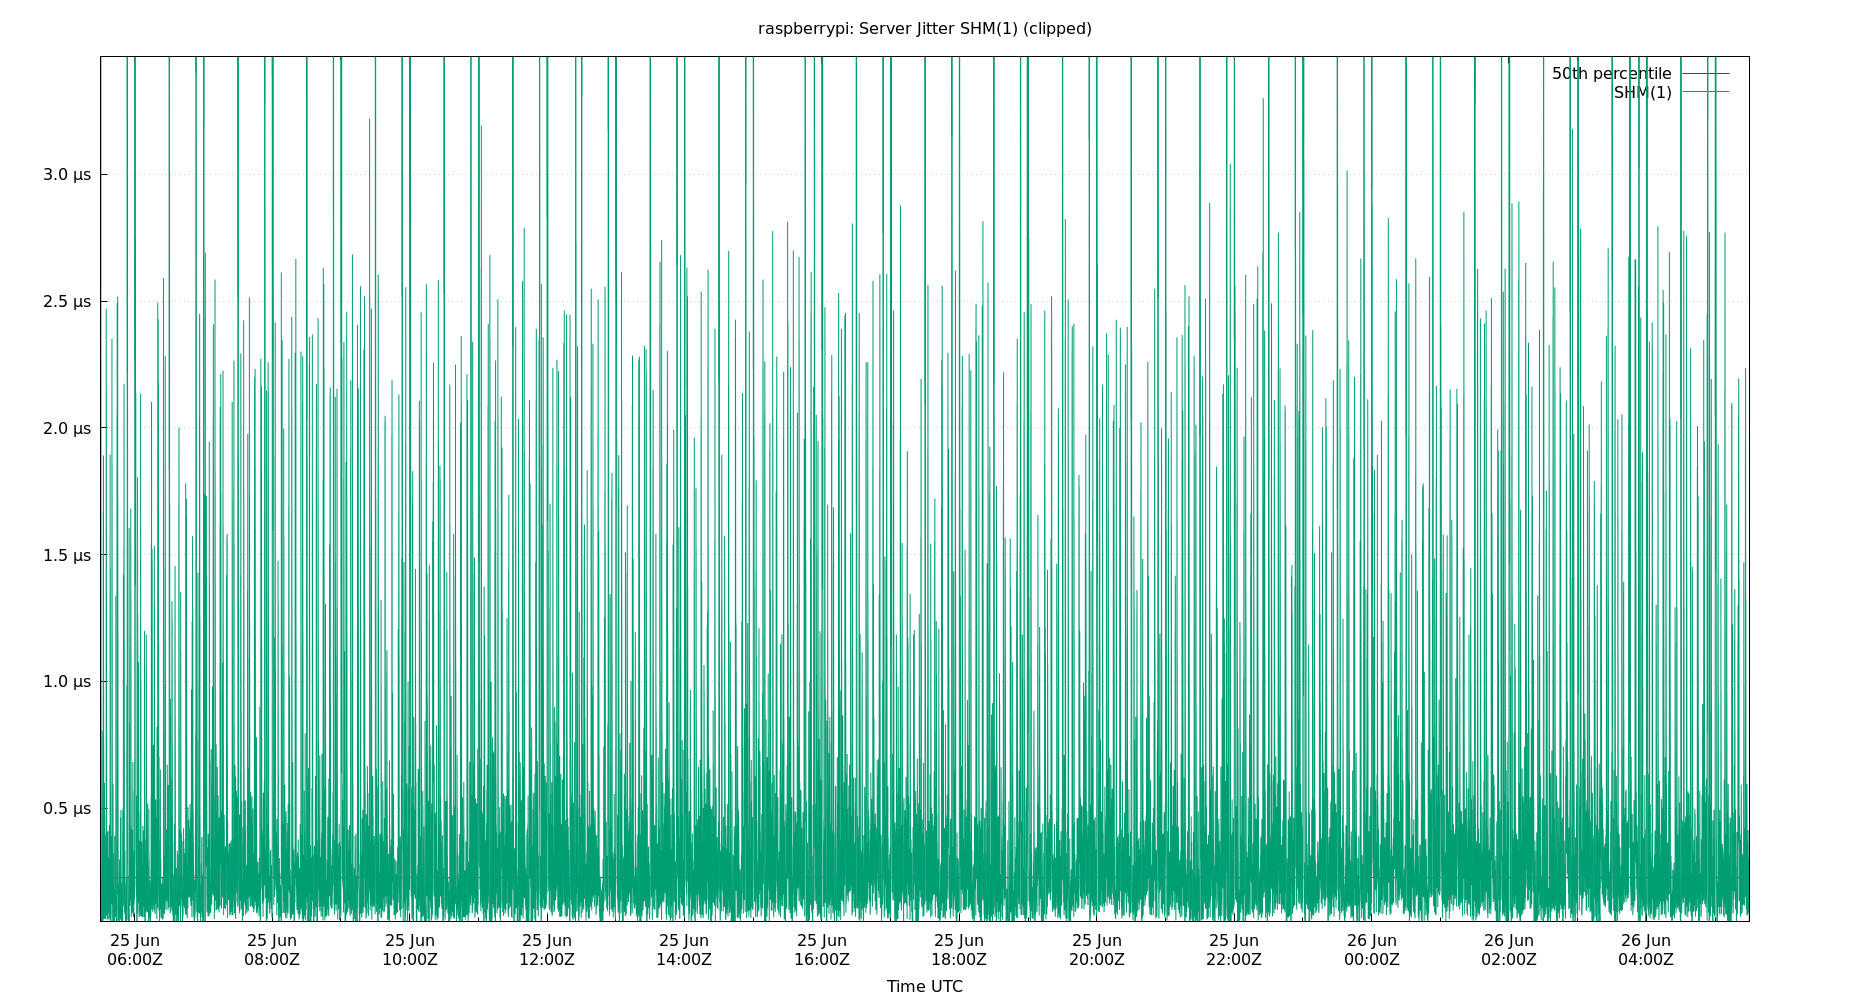 raspberrypi: Server Jitter SHM(1) (clipped)
50th percentile
SHM(1)
3.0 µs
2.5 µs
2.0 µs
1.5 µs
1.0 µs
0.5 µs
25 Jun 25 Jun 25 Jun 25 Jun 25 Jun 25 Jun 25 Jun 25 Jun 25 Jun 26 Jun 26 Jun 26 Jun
06:00Z 08:00Z 10:00Z 12:00Z 14:00Z 16:00Z 18:00Z 20:00Z 22:00Z 00:00Z 02:00Z 04:00Z
Time UTC